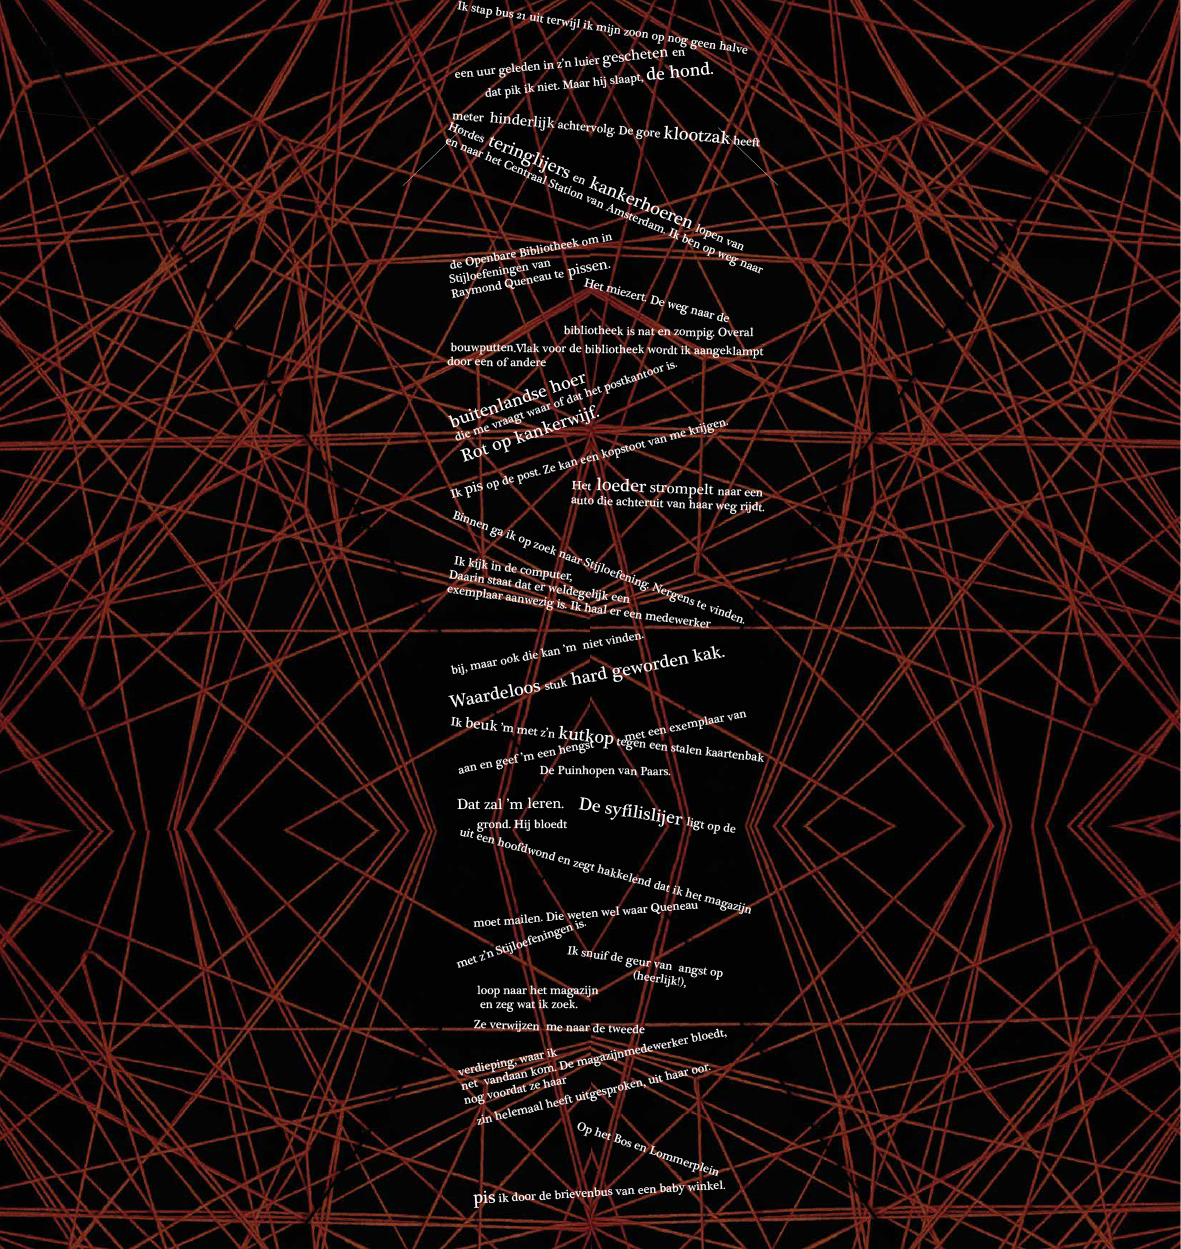 Ik stap bus 21 uit terwijl ik mijn zoon op nog geen halve
een uur geleden in z'n luier gescheten en
dat pik ik niet. Maar hij slaapt, de hond.
meter hinderlijk achtervolg. De gore klootzak heeft
Hordes teringlijers en kankerhoeren lopen van
en naar het Centraal Station van Amsterdam. Ik ben op weg naar
de Openbare Bibliotheek om in
Stijloefeningen van
Raymond Queneau te pissen.
Het miezert. De weg naar de
bibliotheek is nat en zompig. Overal
bouwputten.Vlak voor de bibliotheek wordt ik aangeklampt
door een of andere
buitenlandse hoer
die me vraagt waar of dat het postkantoor is.
Rot op kankerwijf.
Ik pis op de post. Ze kan een kopstoot van me krijgen.
Het loeder strompelt naar een
auto die achteruit van haar weg rijdt.
Binnen ga ik op zoek naar Stijloefening. Nergens te vinden.
Ik kijk in de computer,
Daarin staat dat er weldegelijk een
exemplaar aanwezig is. Ik haal er een medewerker
bij, maar ook die kan 'm niet vinden.
Waardeloos stuk hard geworden kak.
Ik beuk 'm met z'n kutkop tegen een stalen kaartenbak
aan en geef 'm een hengst met een exemplaar van
De Puinhopen van Paars.
Dat zal 'm leren. De syfilislijer ligt op de
grond. Hij bloedt
uit een hoofdwond en zegt hakkelend dat ik het magazijn
moet mailen. Die weten wel waar Queneau
met z'n Stijloefeningen is.
Ik snuif de geur van angst op
(heerlijk!),
loop naar het magazijn
en zeg wat ik zoek.
Ze verwijzen me naar de tweede
verdieping, waar ik
net vandaan kom. De magazijnmedewerker bloedt,
nog voordat ze haar
zin helemaal heeft uitgesproken, uit haar oor.
Op het Bos en Lommerplein
pis ik door de brievenbus van een baby winkel.